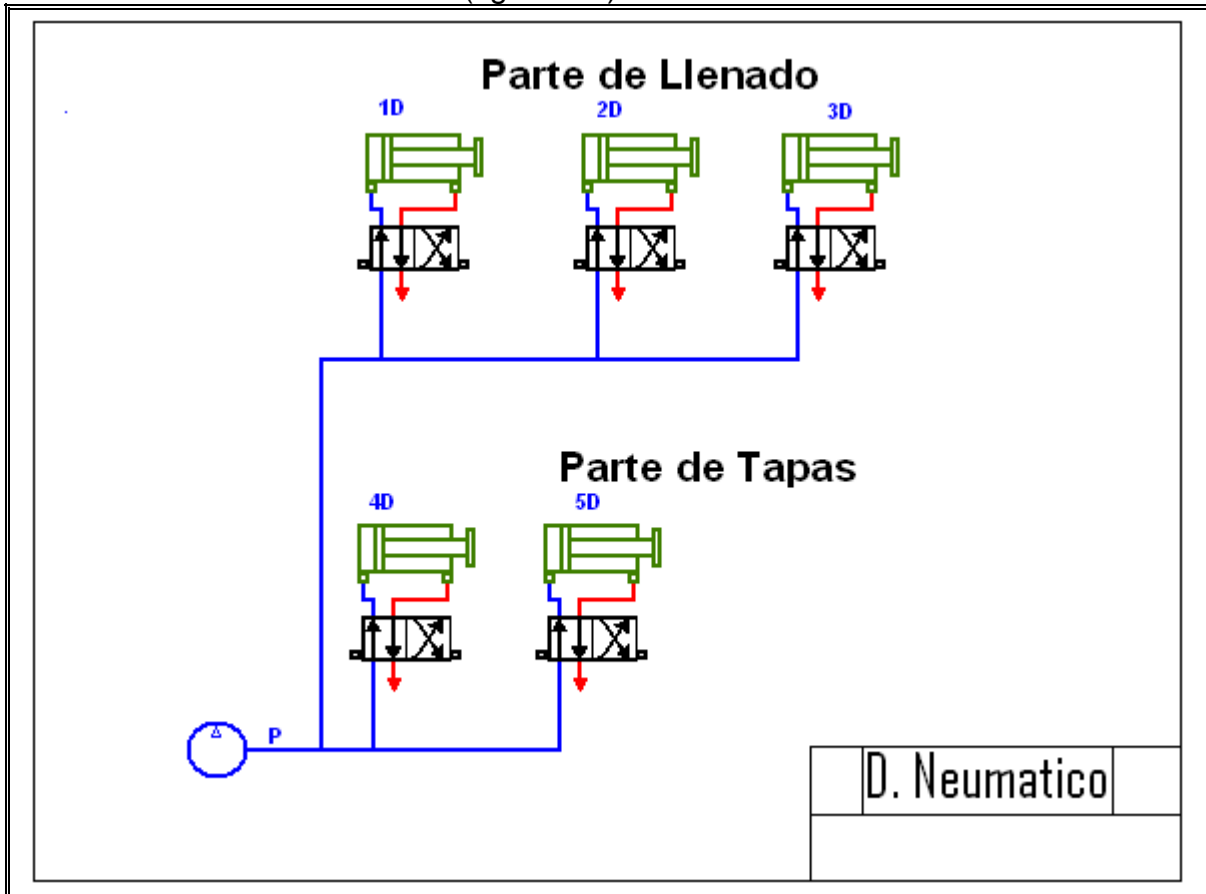 Parte de Llenado
1D 2D 3D
Parte de Tapas
4D 5D
P
D. Neumatico